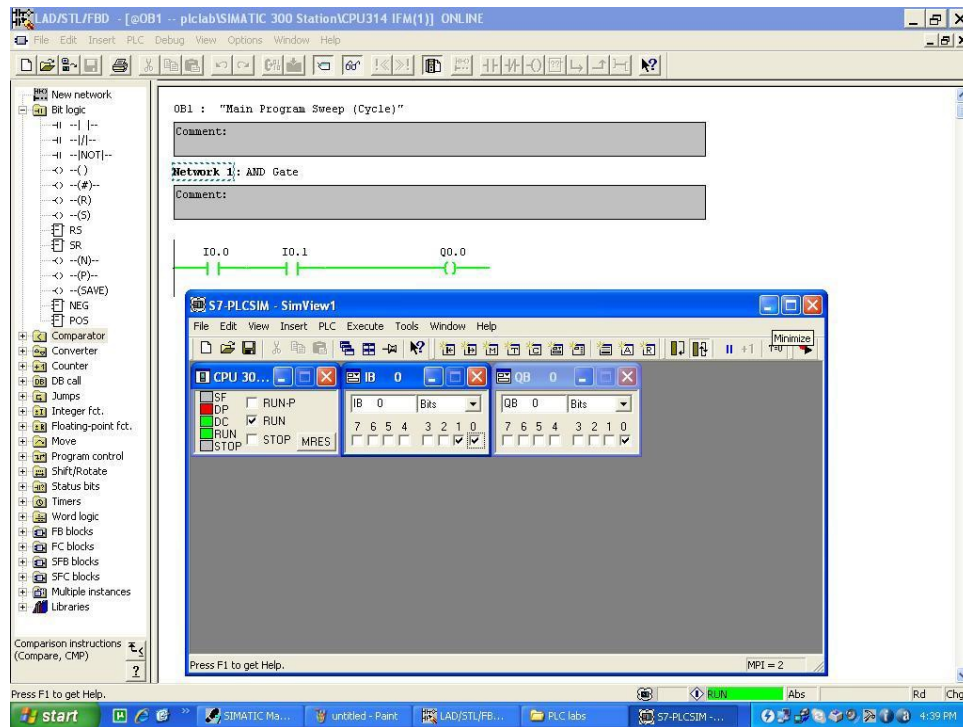 LAD/STL/FBD - [@OB1 -- plclab\SIMATIC 300 Station\CPU314 IFM(1)] ONLINE
File Edit Insert PLC Debug View Options Window Help
New network
Bit logic
--| |--
--|/|--
--|NOT|--
--( )
--(#)--
--(R)
--(S)
RS
SR
--(N)--
--(P)--
--(SAVE)
NEG
POS
Comparator
Converter
Counter
DB call
Jumps
Integer fct.
Floating-point fct.
Move
Program control
Shift/Rotate
Status bits
Timers
Word logic
FB blocks
FC blocks
SFB blocks
SFC blocks
Multiple instances
Libraries
Comparison instructions
(Compare, CMP)
OB1 : "Main Program Sweep (Cycle)"
Comment:
Network 1: AND Gate
Comment:
I0.0 I0.1 Q0.0
S7-PLCSIM - SimView1
File Edit View Insert PLC Execute Tools Window Help
Minimize
+1 T=0
CPU 30...
SF
DP
DC
RUN
STOP
RUN-P
RUN
STOP
MRES
IB 0
IB 0 Bits
7 6 5 4 3 2 1 0
QB 0
QB 0 Bits
7 6 5 4 3 2 1 0
Press F1 to get Help.
MPI = 2
Press F1 to get Help.
RUN Abs Rd Chg
start
SIMATIC Ma...
untitled - Paint
LAD/STL/FB...
PLC labs
S7-PLCSIM -...
4:39 PM